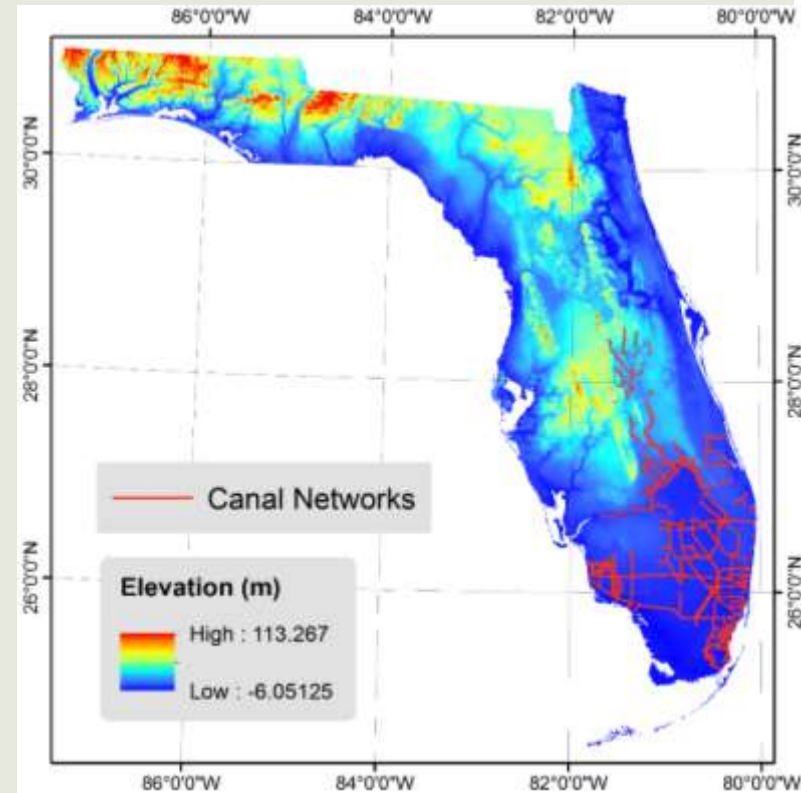 86°0'0"W 84°0'0"W 82°0'0"W 80°0'0"W
30°0'0"N 30°0'0"N
28°0'0"N 28°0'0"N
Canal Networks
26°0'0"N 26°0'0"N
Elevation (m)
High : 113.267
Low : -6.05125
86°0'0"W 84°0'0"W 82°0'0"W 80°0'0"W